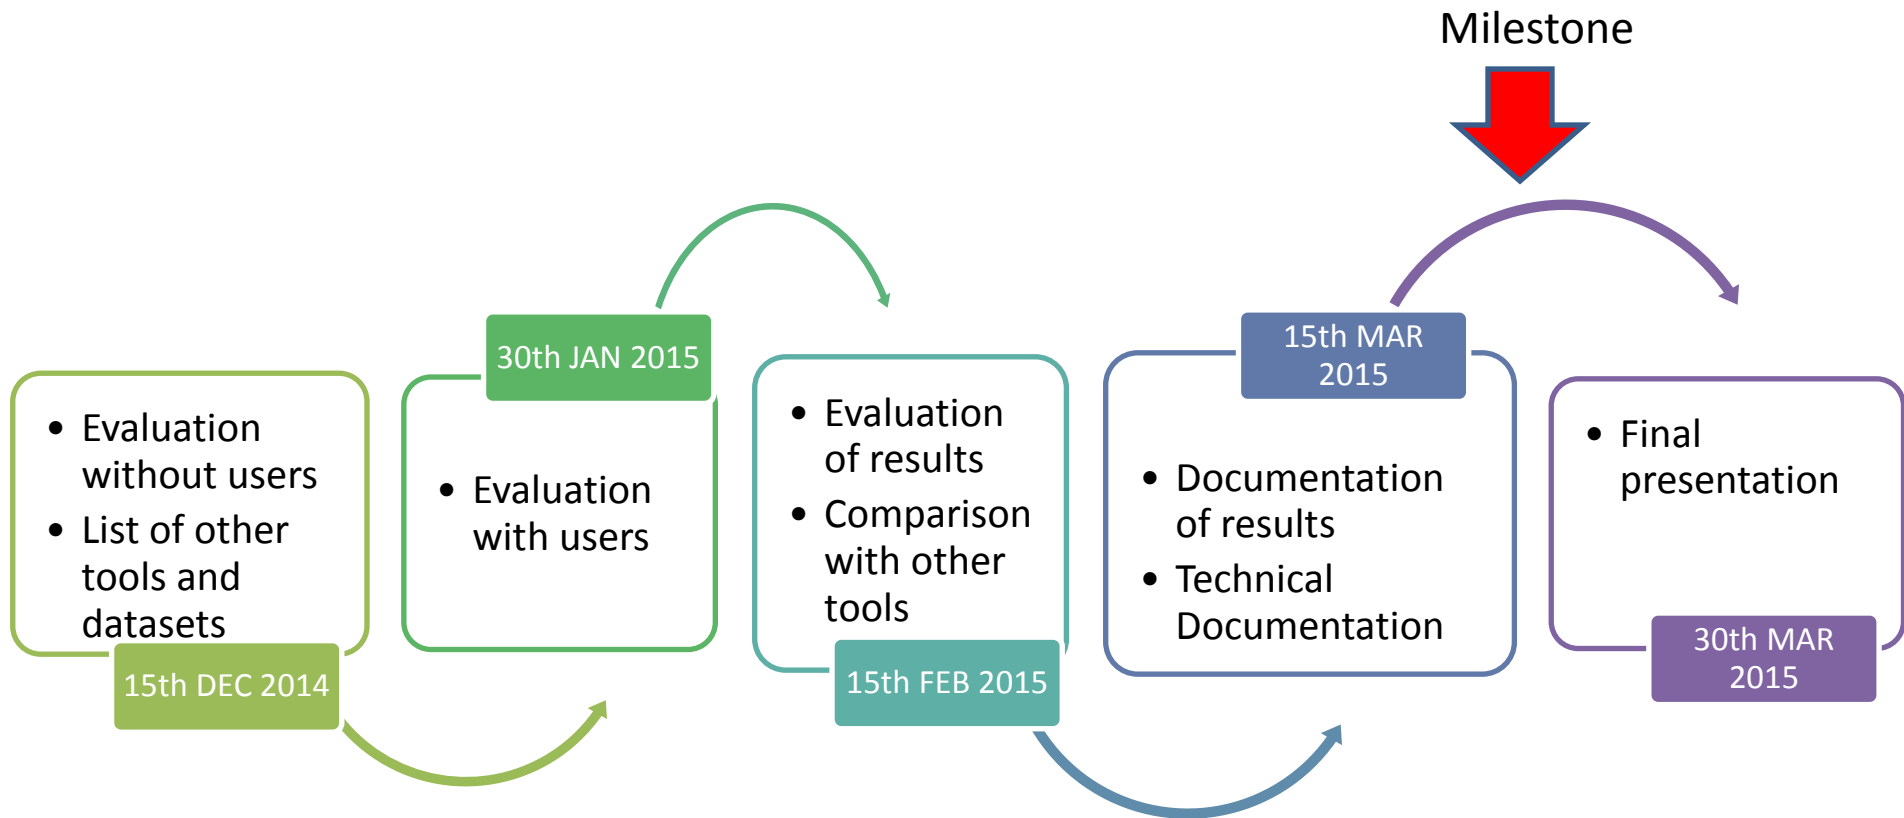 Milestone
• Evaluation
without users
• List of other
tools and
datasets
15th DEC 2014
30th JAN 2015
• Evaluation
with users
• Evaluation
of results
• Comparison
with other
tools
15th FEB 2015
15th MAR
2015
• Documentation
of results
• Technical
Documentation
• Final
presentation
30th MAR
2015